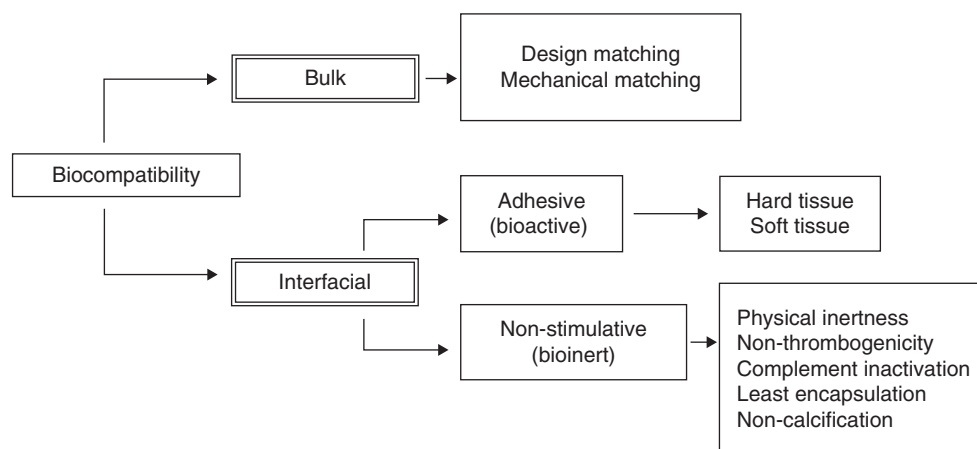 Bulk
Design matching
Mechanical matching
Biocompatibility
Adhesive
(bioactive)
Hard tissue
Soft tissue
Interfacial
Non-stimulative
(bioinert)
Physical inertness
Non-thrombogenicity
Complement inactivation
Least encapsulation
Non-calcification